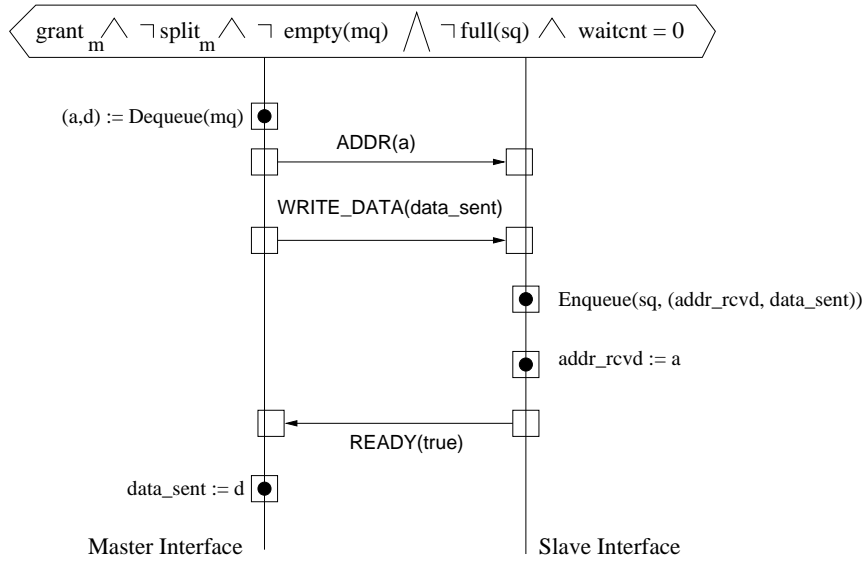 grant_m ∧ ¬ split_m ∧ ¬ empty(mq) ∧ ¬ full(sq) ∧ waitcnt = 0
(a,d) := Dequeue(mq)
ADDR(a)
WRITE_DATA(data_sent)
Enqueue(sq, (addr_rcvd, data_sent))
addr_rcvd := a
READY(true)
data_sent := d
Master Interface Slave Interface